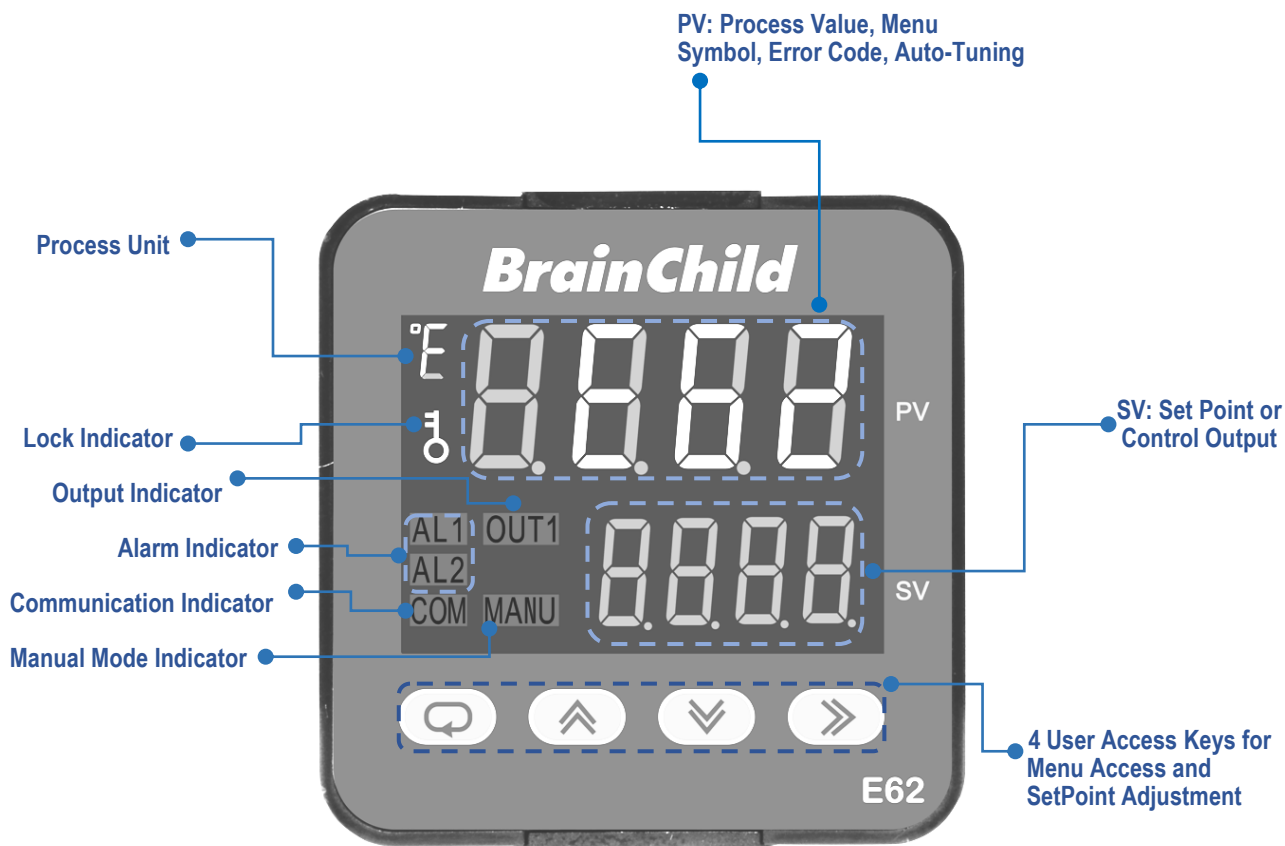 PV: Process Value, Menu
Symbol, Error Code, Auto-Tuning
Process Unit
BrainChild
°E
PV
Lock Indicator
SV: Set Point or
Control Output
Output Indicator
AL1 OUT1
Alarm Indicator
AL2
SV
Communication Indicator
COM MANU
Manual Mode Indicator
4 User Access Keys for
Menu Access and
SetPoint Adjustment
E62